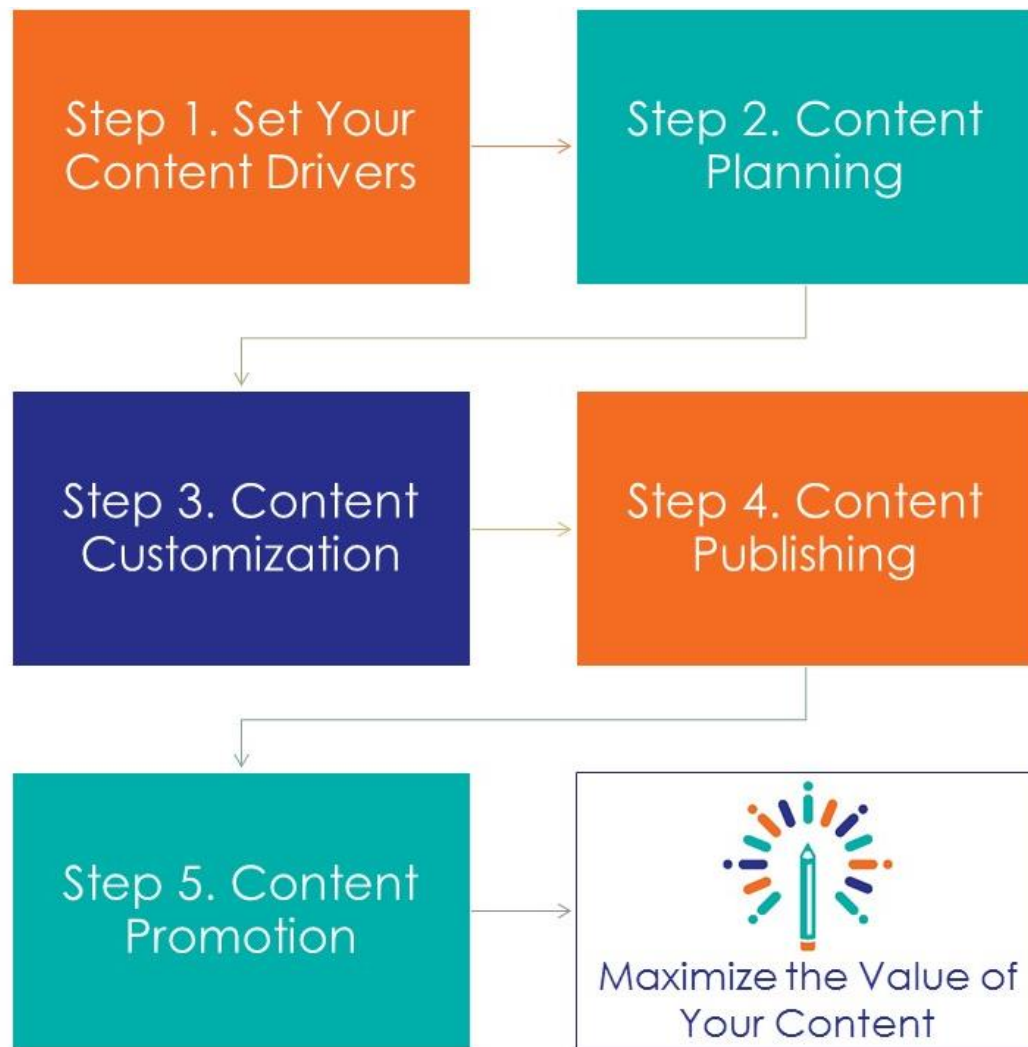 Step 1. Set Your
Content Drivers
Step 2. Content
Planning
Step 3. Content
Customization
Step 4. Content
Publishing
Step 5. Content
Promotion
Maximize the Value of
Your Content